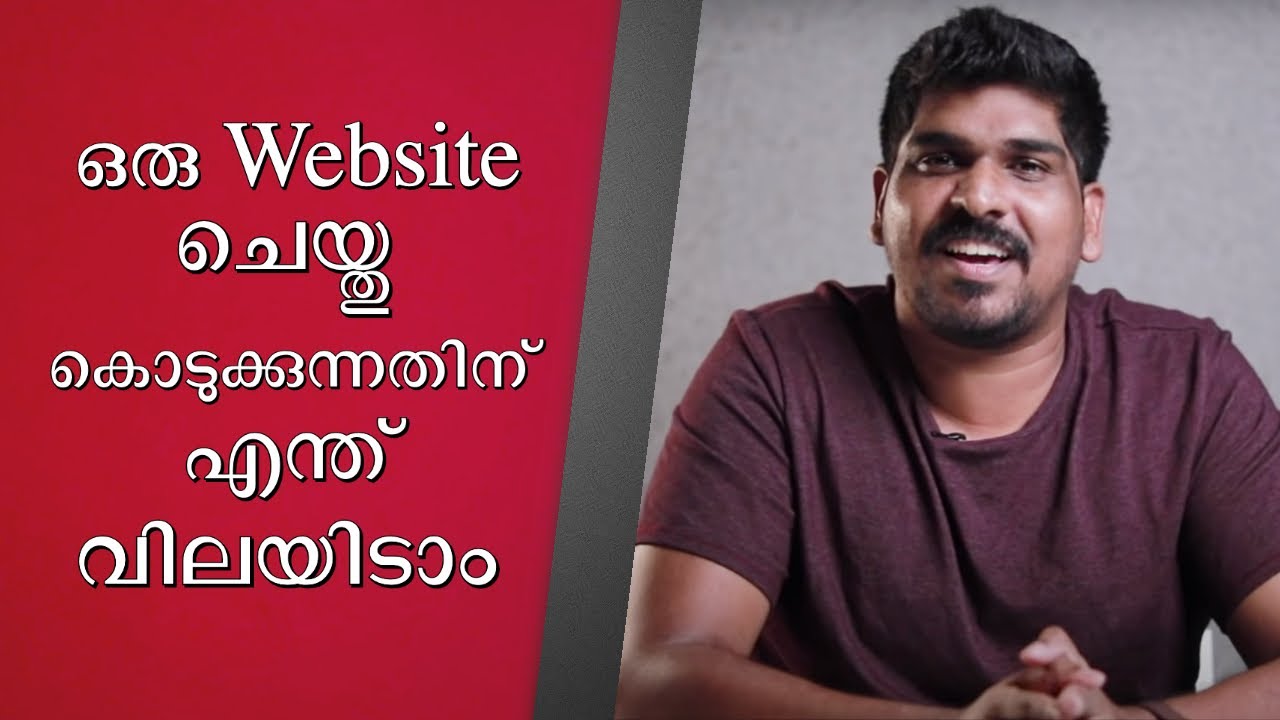 ഒരു Website
ചെയ്തു
കൊടുക്കുന്നതിന്
എന്ത്
വിലയിടാം